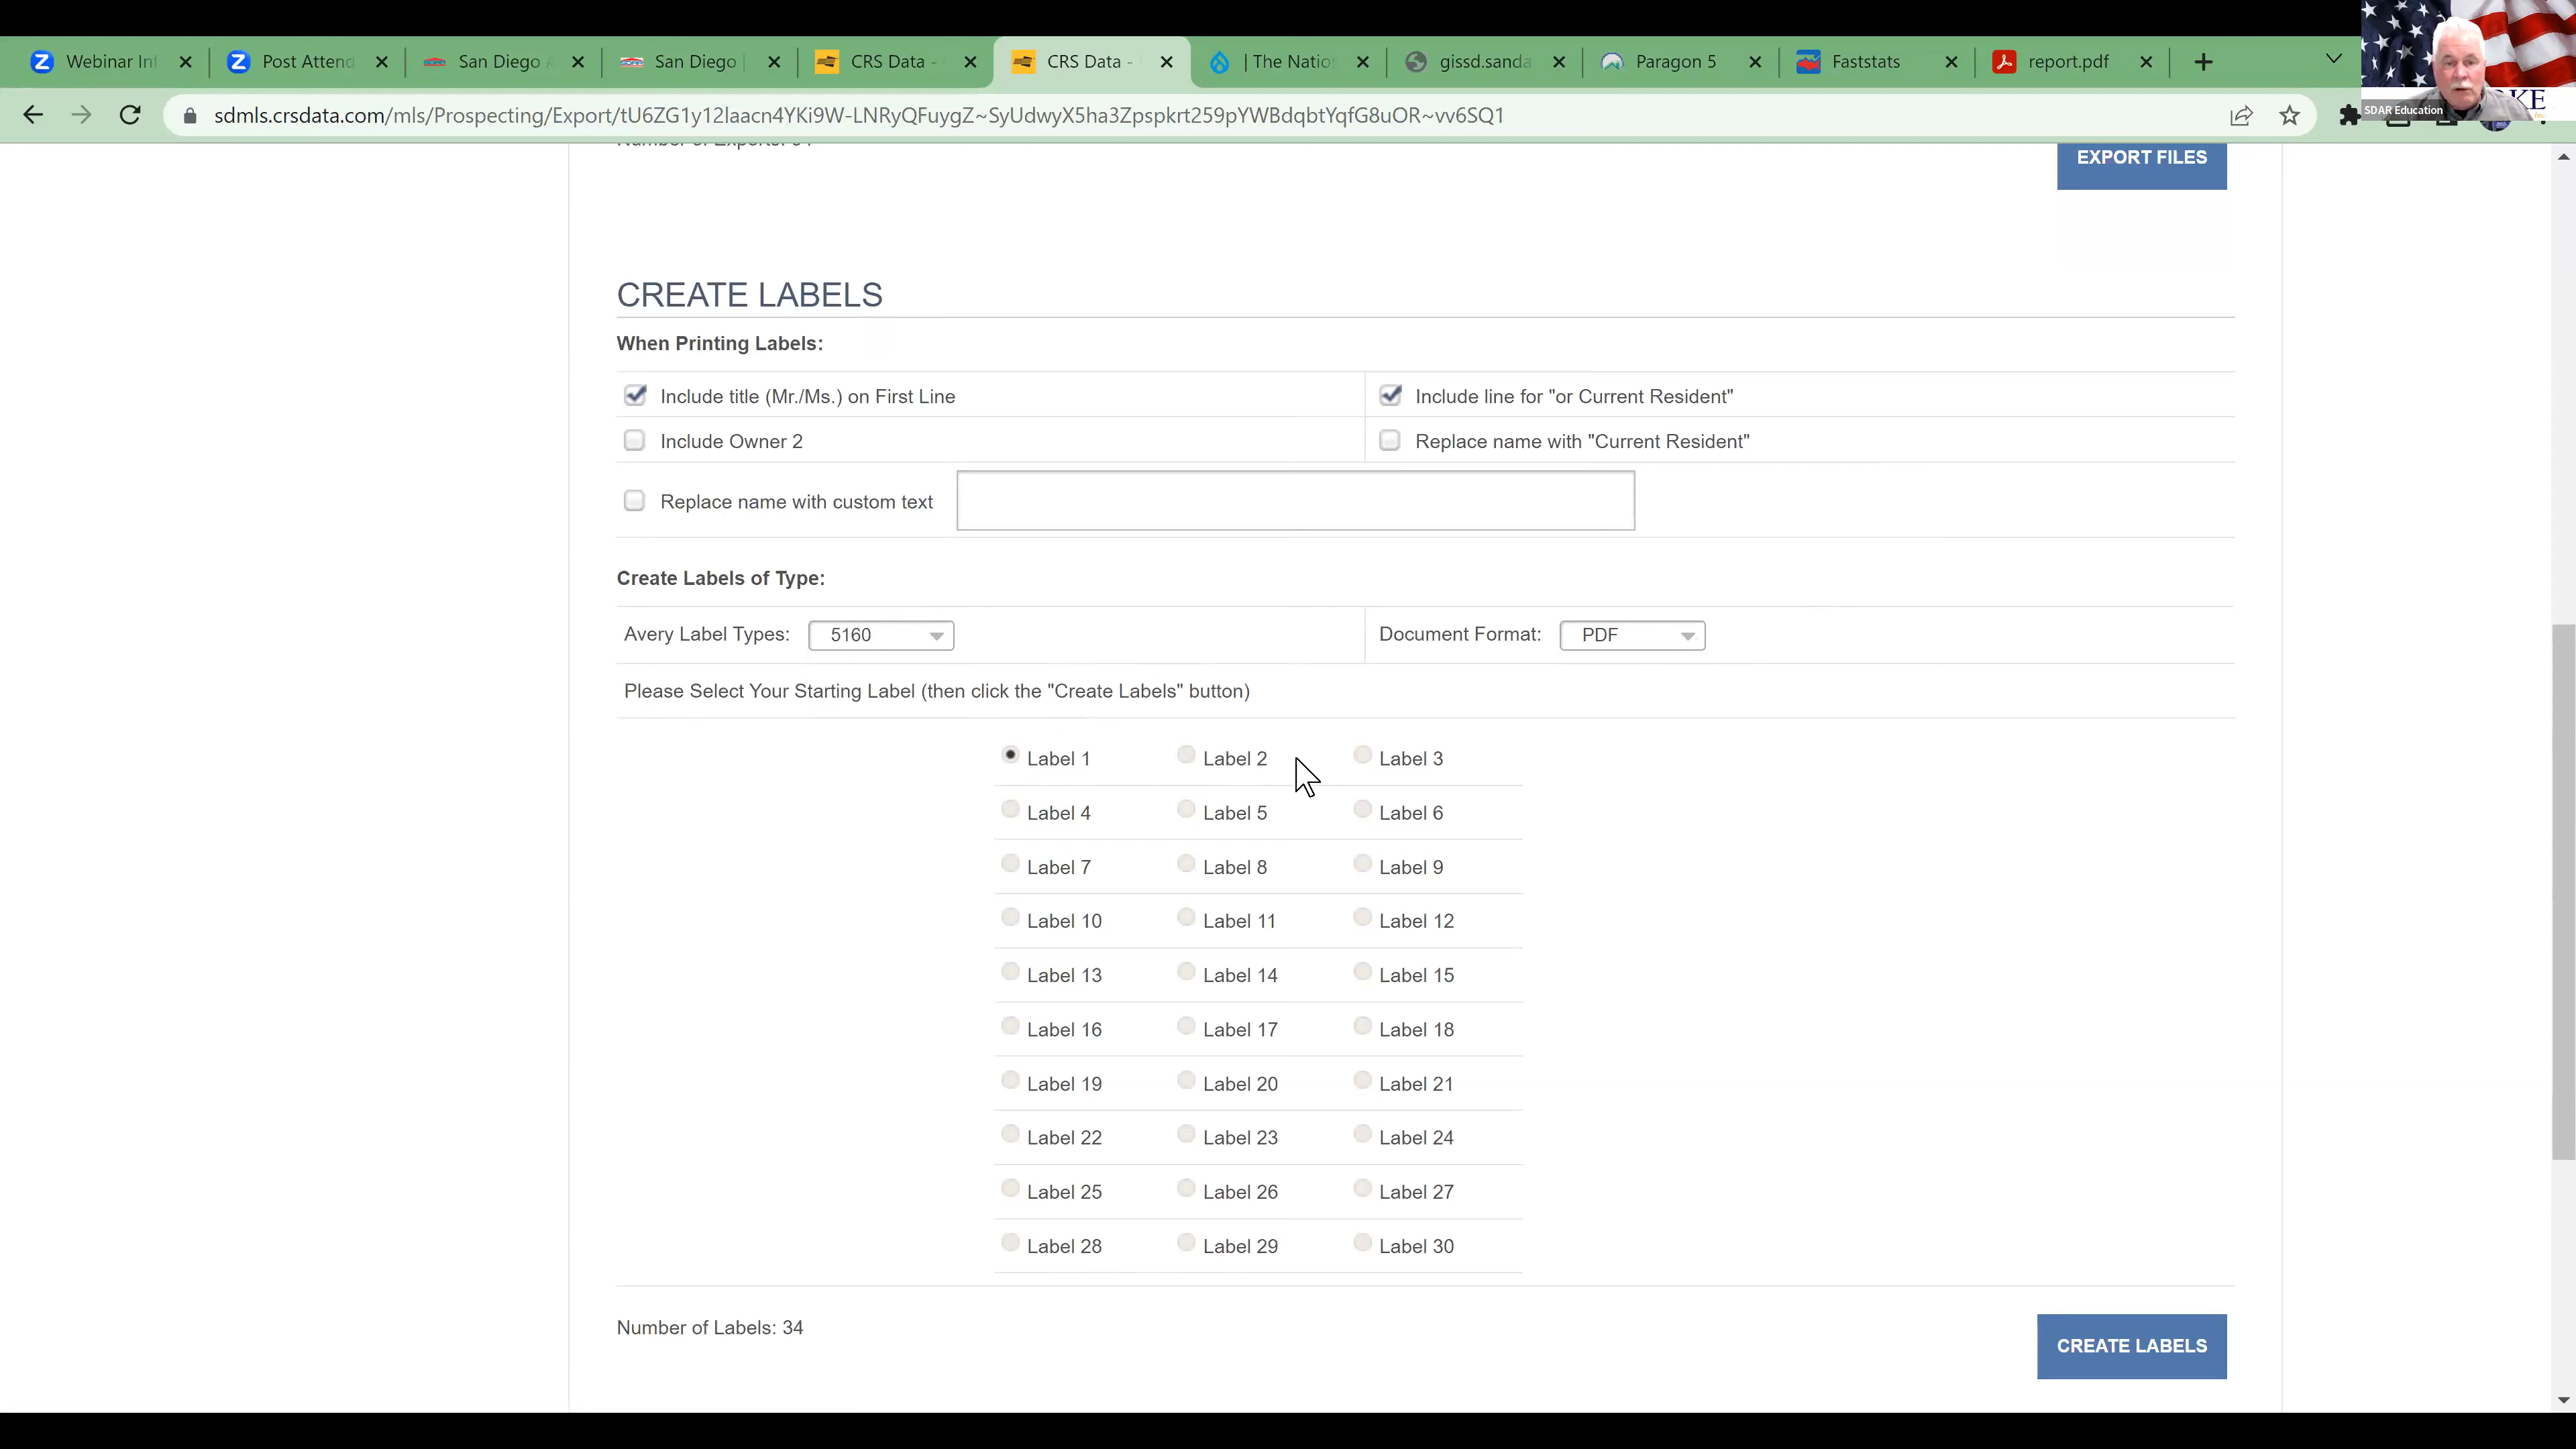 Webinar Inf
Post Attend
San Diego A
San Diego |
CRS Data -
CRS Data -
| The Natio
gissd.sanda
Paragon 5
Faststats
report.pdf
SDAR Education
sdmls.crsdata.com/mls/Prospecting/Export/tU6ZG1y12laacn4YKi9W-LNRyQFuygZ~SyUdwyX5ha3Zpspkrt259pYWBdqbtYqfG8uOR~vv6SQ1
EXPORT FILES
CREATE LABELS
When Printing Labels:
Include title (Mr./Ms.) on First Line
Include line for "or Current Resident"
Include Owner 2
Replace name with "Current Resident"
Replace name with custom text
Create Labels of Type:
Avery Label Types: 5160
Document Format: PDF
Please Select Your Starting Label (then click the "Create Labels" button)
Label 1 Label 2 Label 3
Label 4 Label 5 Label 6
Label 7 Label 8 Label 9
Label 10 Label 11 Label 12
Label 13 Label 14 Label 15
Label 16 Label 17 Label 18
Label 19 Label 20 Label 21
Label 22 Label 23 Label 24
Label 25 Label 26 Label 27
Label 28 Label 29 Label 30
Number of Labels: 34
CREATE LABELS